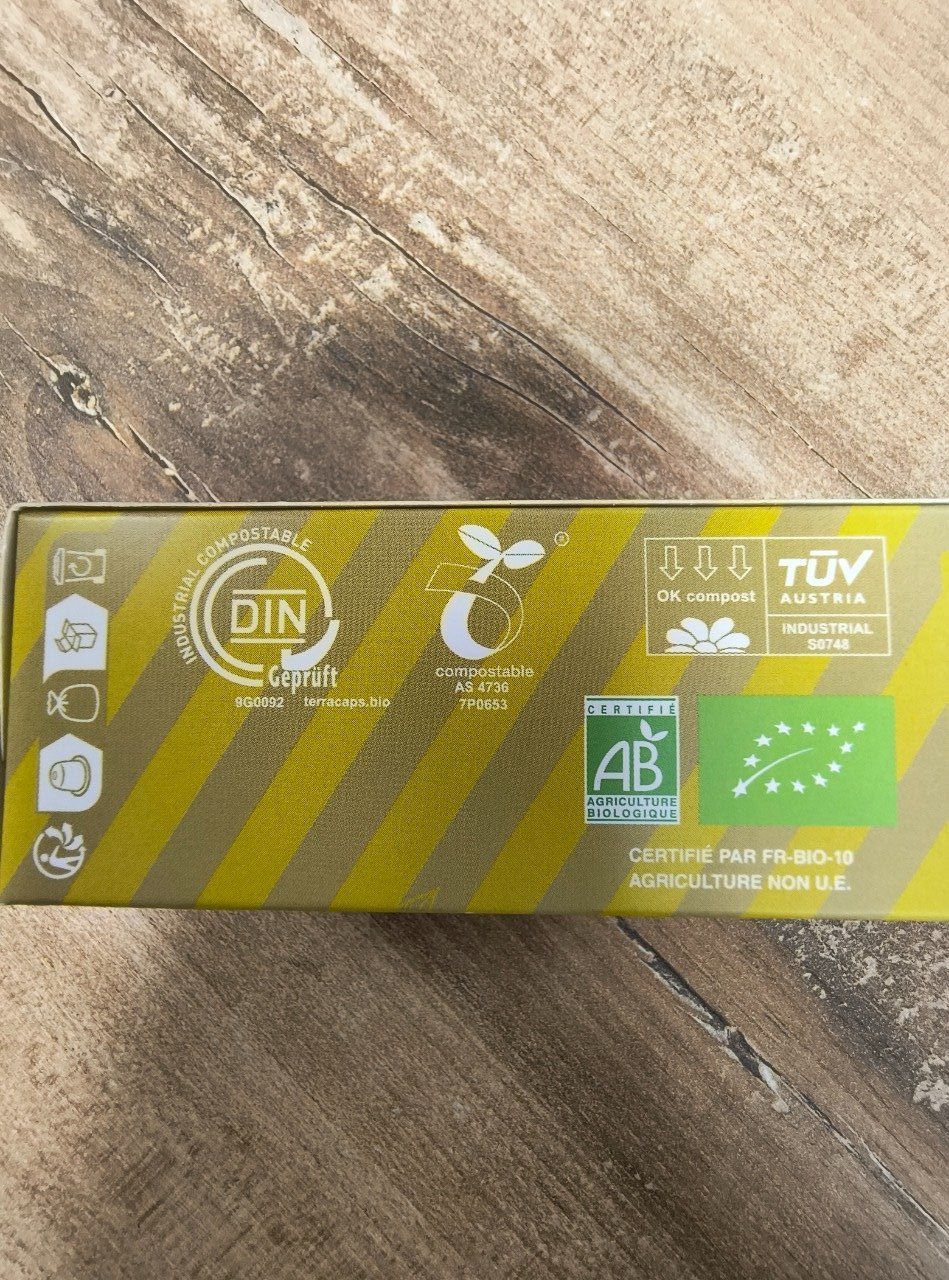 INDUSTRIAL COMPOSTABLE
DIN
Geprüft
9G0092 terracaps.bio
®
compostable
AS 4736
7P0653
OK compost
TÜV
AUSTRIA
INDUSTRIAL
S0748
CERTIFIÉ
AB
AGRICULTURE
BIOLOGIQUE
CERTIFIÉ PAR FR-BIO-10
AGRICULTURE NON U.E.